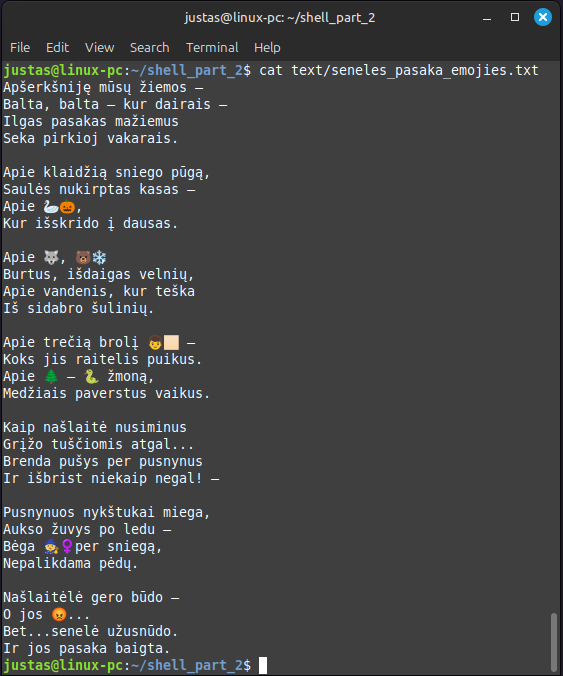 justas@linux-pc: ~/shell_part_2
File Edit View Search Terminal Help
justas@linux-pc:~/shell_part_2$ cat text/seneles_pasaka_emojies.txt
Apšerkšniję mūsų žiemos –
Balta, balta – kur dairais –
Ilgas pasakas mažiemus
Seka pirkioj vakarais.

Apie klaidžią sniego pūgą,
Saulės nukirptas kasas –
Apie 🦢🎃,
Kur išskrido į dausas.

Apie 🐺, 🐻❄️
Burtus, išdaigas velnių,
Apie vandenis, kur teška
Iš sidabro šulinių.

Apie trečią brolį 👦🏻 –
Koks jis raitelis puikus.
Apie 🌲 – 🐍 žmoną,
Medžiais paverstus vaikus.

Kaip našlaitė nusiminus
Grįžo tuščiomis atgal...
Brenda pušys per pusnynus
Ir išbrist niekaip negal! –

Pusnynuos nykštukai miega,
Aukso žuvys po ledu –
Bėga 🧙♀per sniegą,
Nepalikdama pėdų.

Našlaitėlė gero būdo –
O jos 😡...
Bet...senelė užusnūdo.
Ir jos pasaka baigta.
justas@linux-pc:~/shell_part_2$